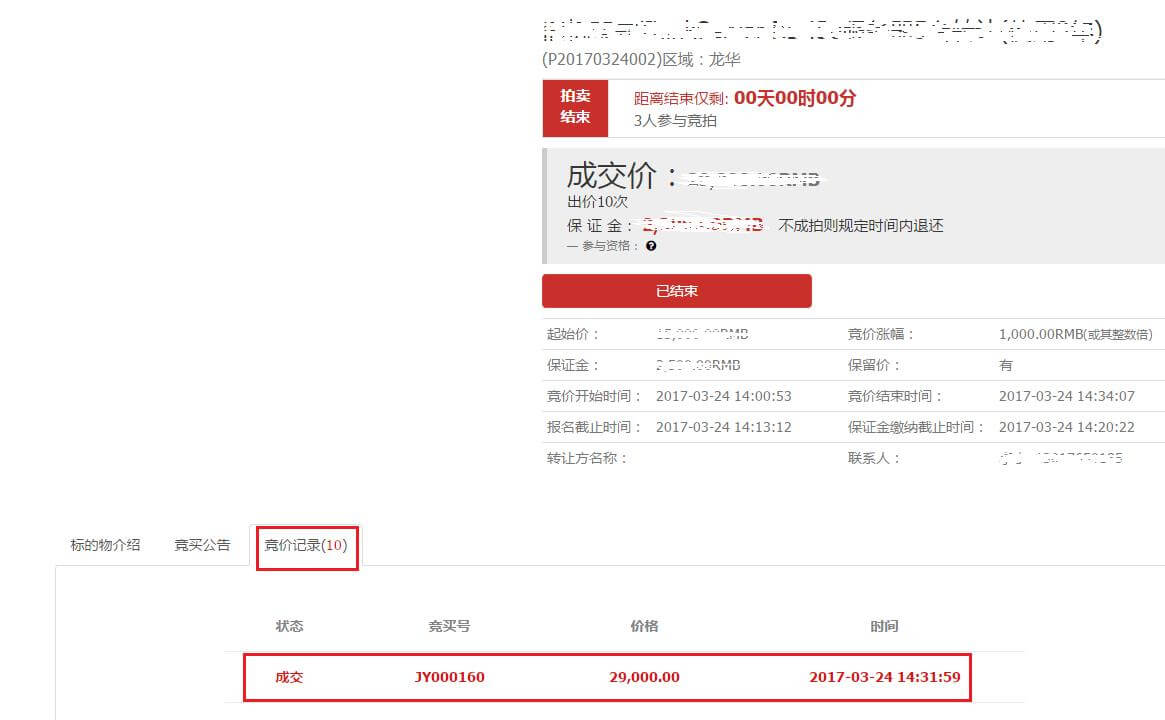 (P20170324002)区域：龙华
拍卖
结束
距离结束仅剩: 00天00时00分
3人参与竞拍
成交价：
出价10次
保 证 金： 不成拍则规定时间内退还
— 参与资格：
已结束
起始价： 竞价涨幅： 1,000.00RMB(或其整数倍)
保证金： 保留价： 有
竞价开始时间： 2017-03-24 14:00:53 竞价结束时间： 2017-03-24 14:34:07
报名截止时间： 2017-03-24 14:13:12 保证金缴纳截止时间： 2017-03-24 14:20:22
转让方名称： 联系人：
标的物介绍 竞买公告 竞价记录(10)
状态 竞买号 价格 时间
成交 JY000160 29,000.00 2017-03-24 14:31:59